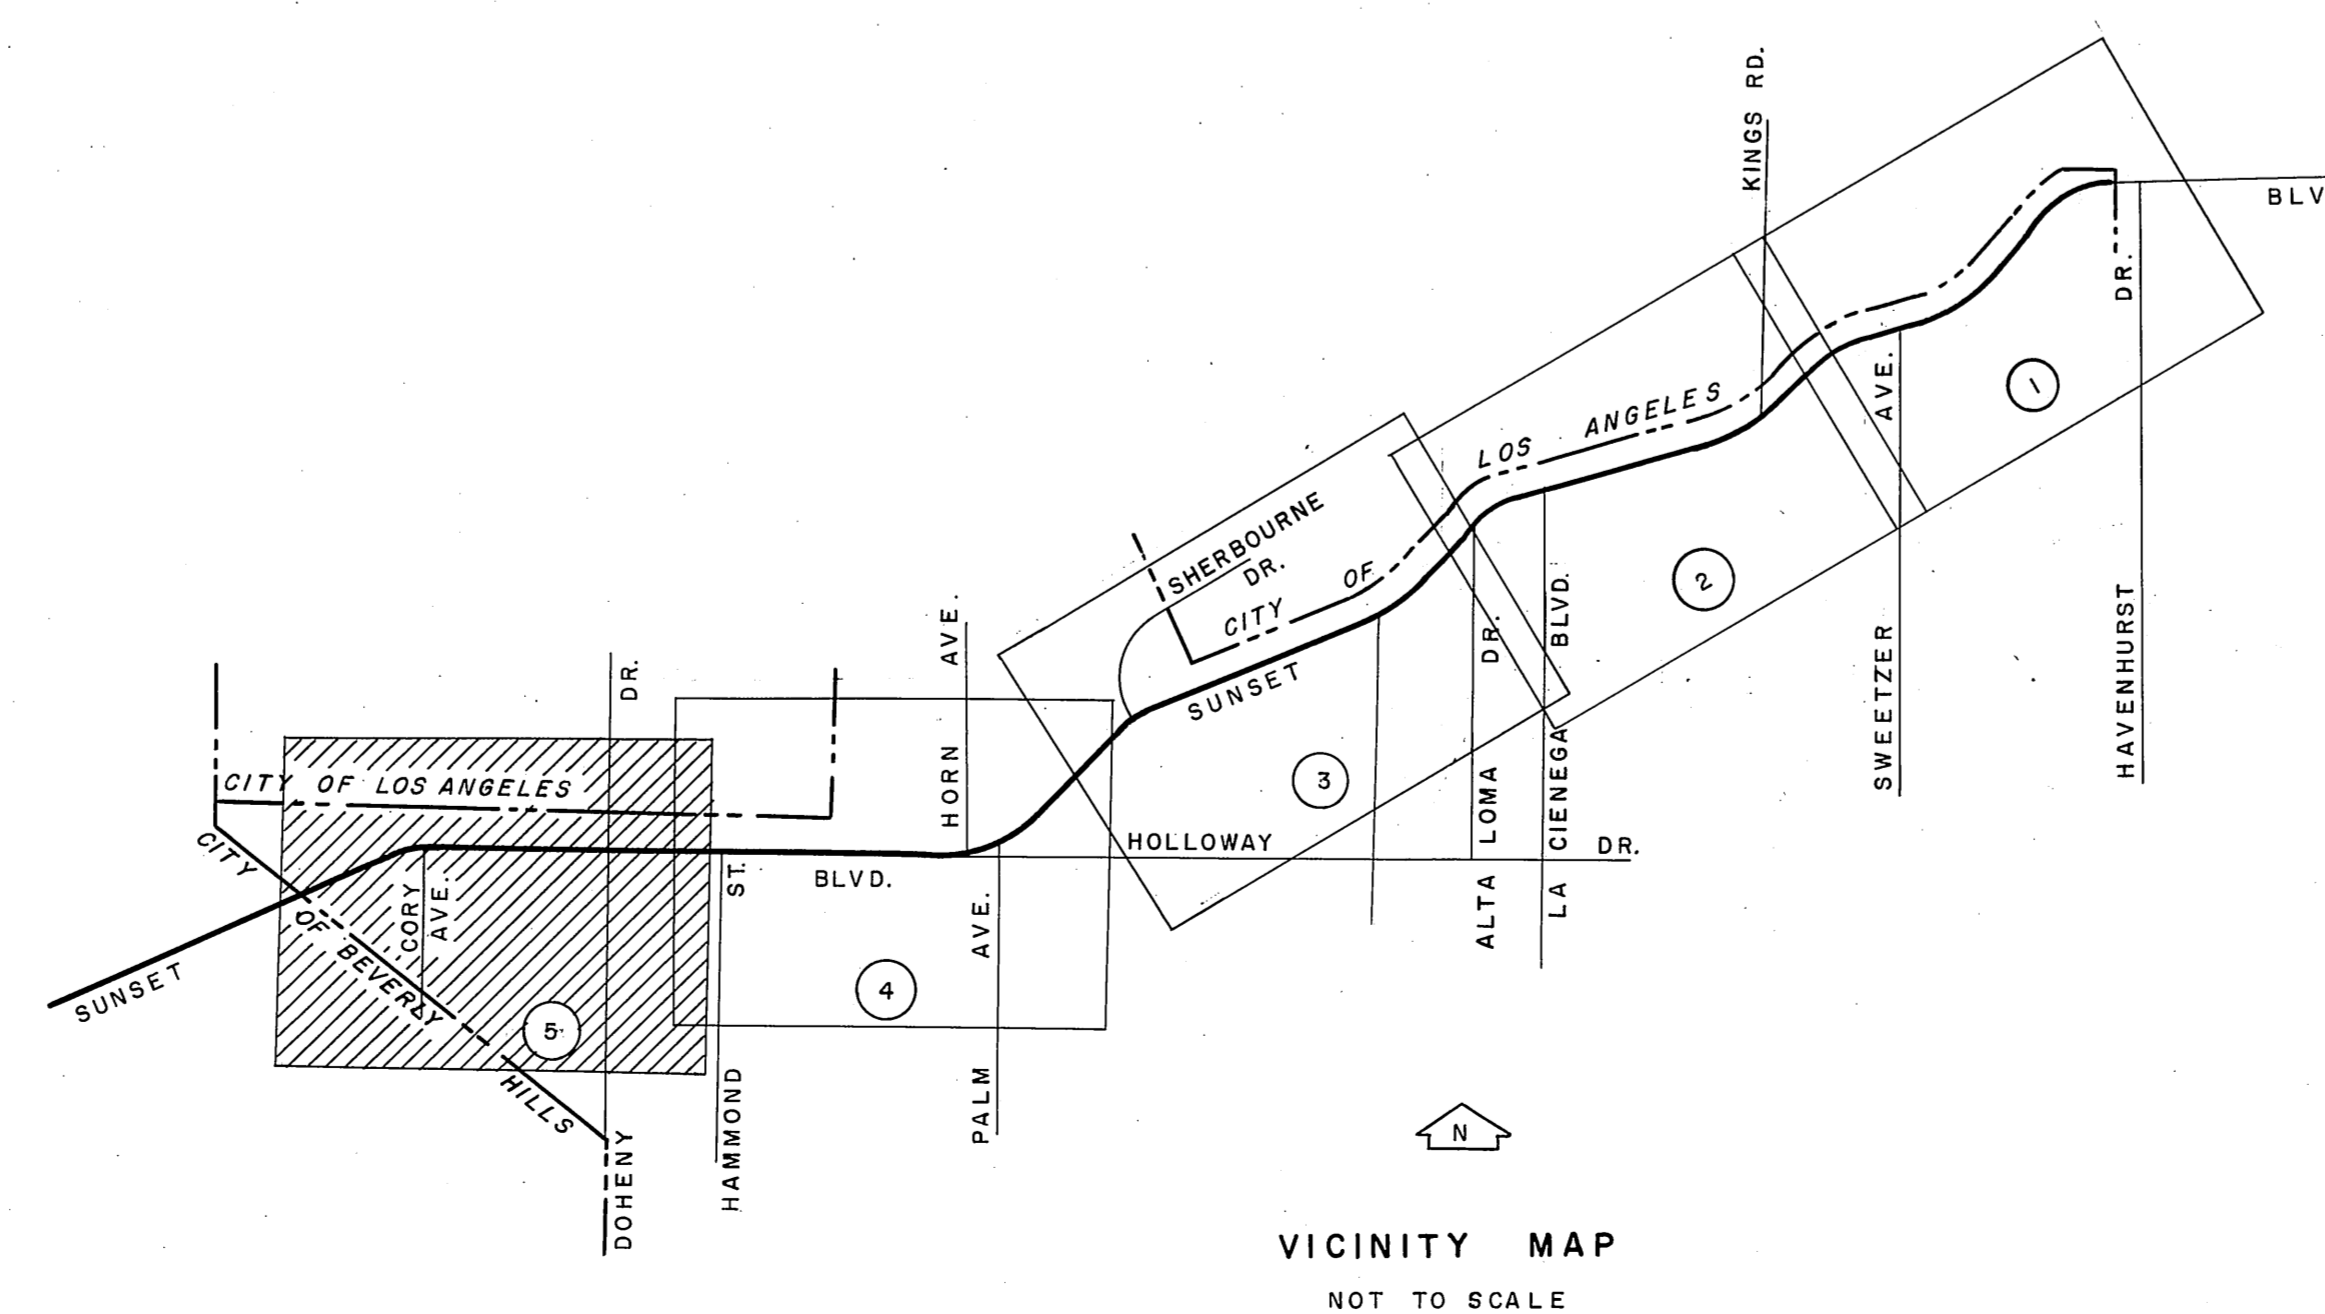 KINGS RD.
BLV
DR.
AVE.
1
LOS ANGELES
SHERBOURNE
DR.
CITY OF
SUNSET
2
BLVD.
DR.
HAVENHURST
SWEETZER
HORN AVE.
DR.
CITY OF LOS ANGELES
3
HOLLOWAY DR.
ALTA LOMA
LA CIENEGA
CITY
OF BEVERLY
HILLS
CORY
AVE.
ST.
BLVD.
AVE.
SUNSET
5
4
HAMMOND
PALM
DOHENY
N
VICINITY MAP
NOT TO SCALE